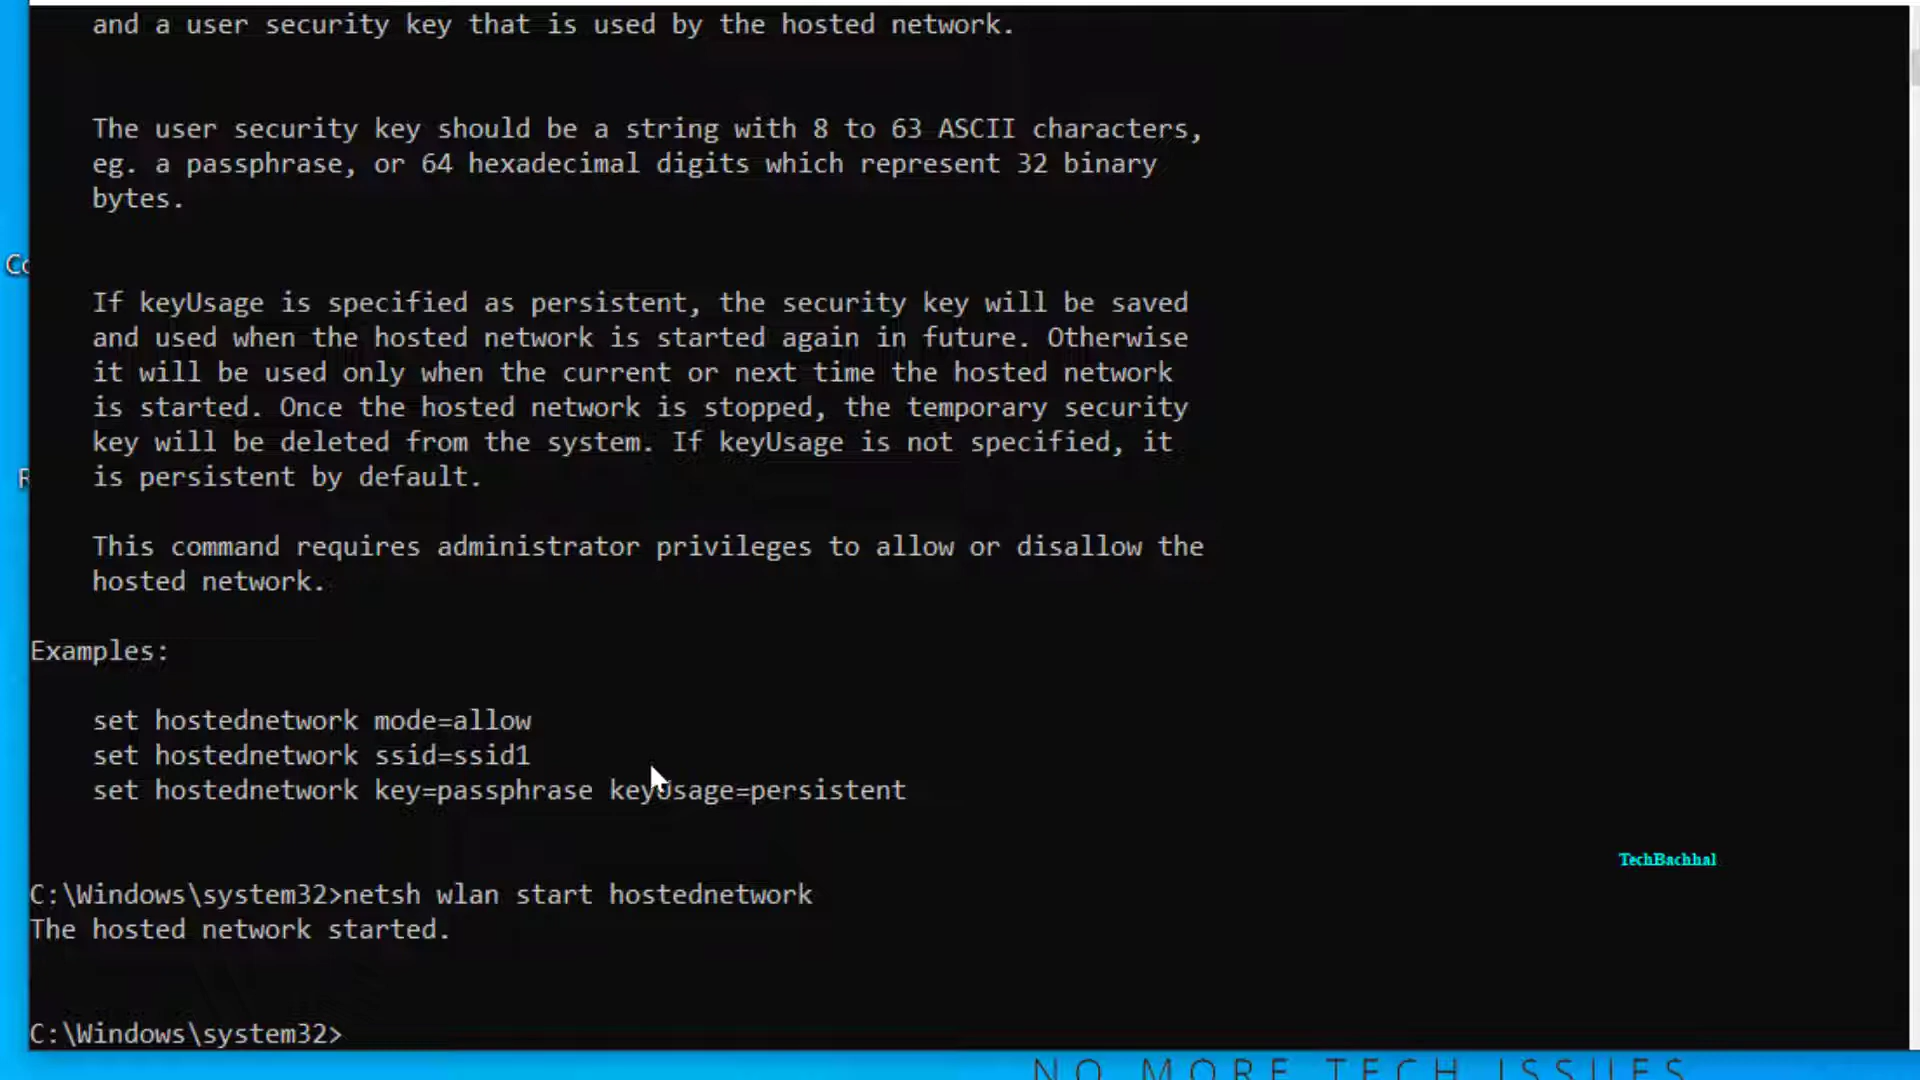 and a user security key that is used by the hosted network.
The user security key should be a string with 8 to 63 ASCII characters,
eg. a passphrase, or 64 hexadecimal digits which represent 32 binary
bytes.
Co
If keyUsage is specified as persistent, the security key will be saved
and used when the hosted network is started again in future. Otherwise
it will be used only when the current or next time the hosted network
is started. Once the hosted network is stopped, the temporary security
key will be deleted from the system. If keyUsage is not specified, it
is persistent by default.
R
This command requires administrator privileges to allow or disallow the
hosted network.
Examples:
set hostednetwork mode=allow
set hostednetwork ssid=ssid1
set hostednetwork key=passphrase keyUsage=persistent
TechBachhal
C:\Windows\system32>netsh wlan start hostednetwork
The hosted network started.
C:\Windows\system32>
NO MORE TECH ISSUES